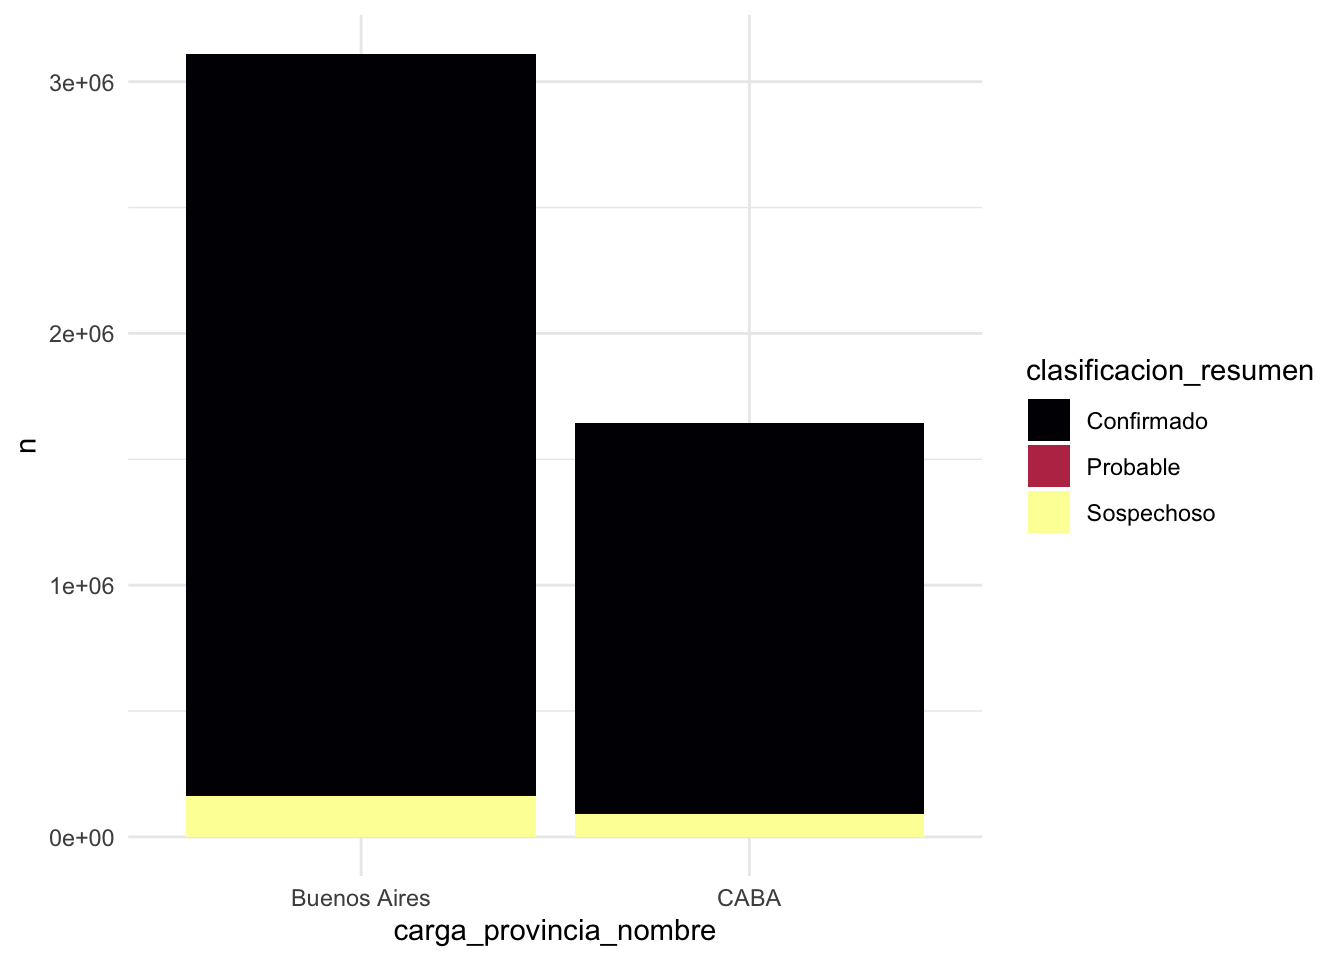 3e+06
2e+06
1e+06
0e+00
n
Buenos Aires
CABA
carga_provincia_nombre
clasificacion_resumen
Confirmado
Probable
Sospechoso